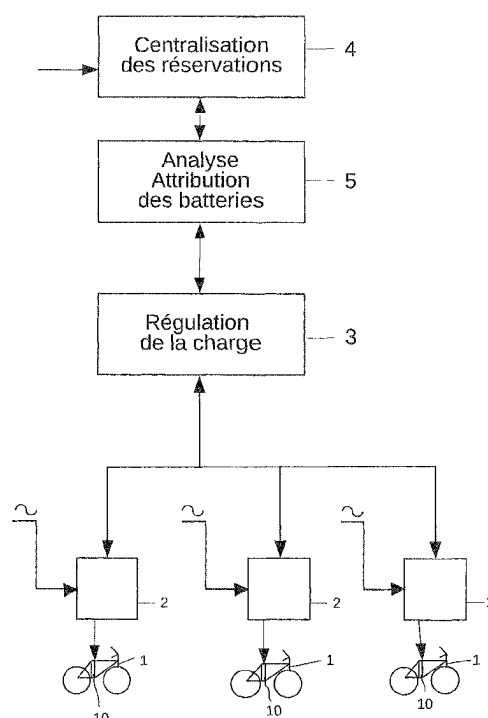 Centralisation
des réservations
4
Analyse
Attribution
des batteries
5
Régulation
de la charge
3
2
2
1
1
1
10
10
10